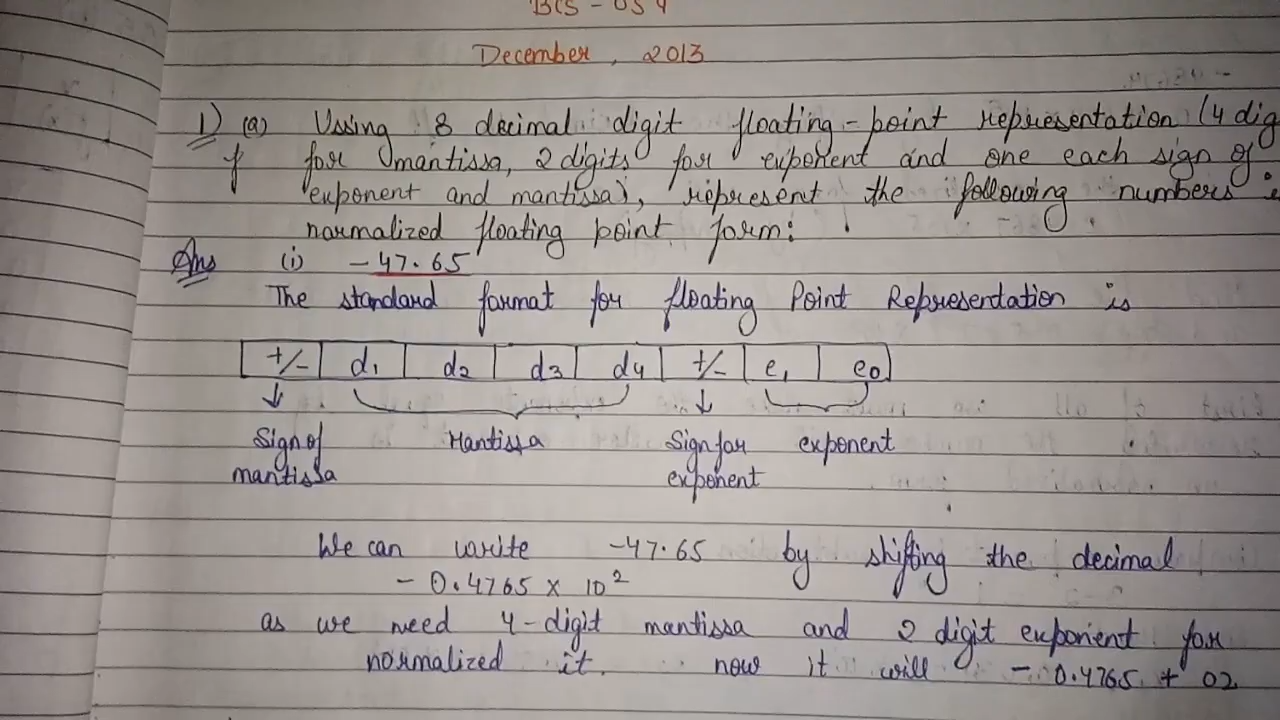 BCS - 054
December, 2013
1) (a) Using 8 decimal digit floating-point representation (4 dig
for mantissa, 2 digits for exponent and one each sign of
exponent and mantissa), represent the following numbers
normalized floating point form:
Ans (i) -47.65
The standard format for floating Point Representation is
+/- d1 d2 d3 d4 +/- e1 e0
Sign of Mantissa Sign for exponent
mantissa exponent
We can write -47.65 by shifting the decimal
- 0.4765 × 10²
as we need 4-digit mantissa and 2 digit exponent for
normalized it. now it will - 0.4765 + 02